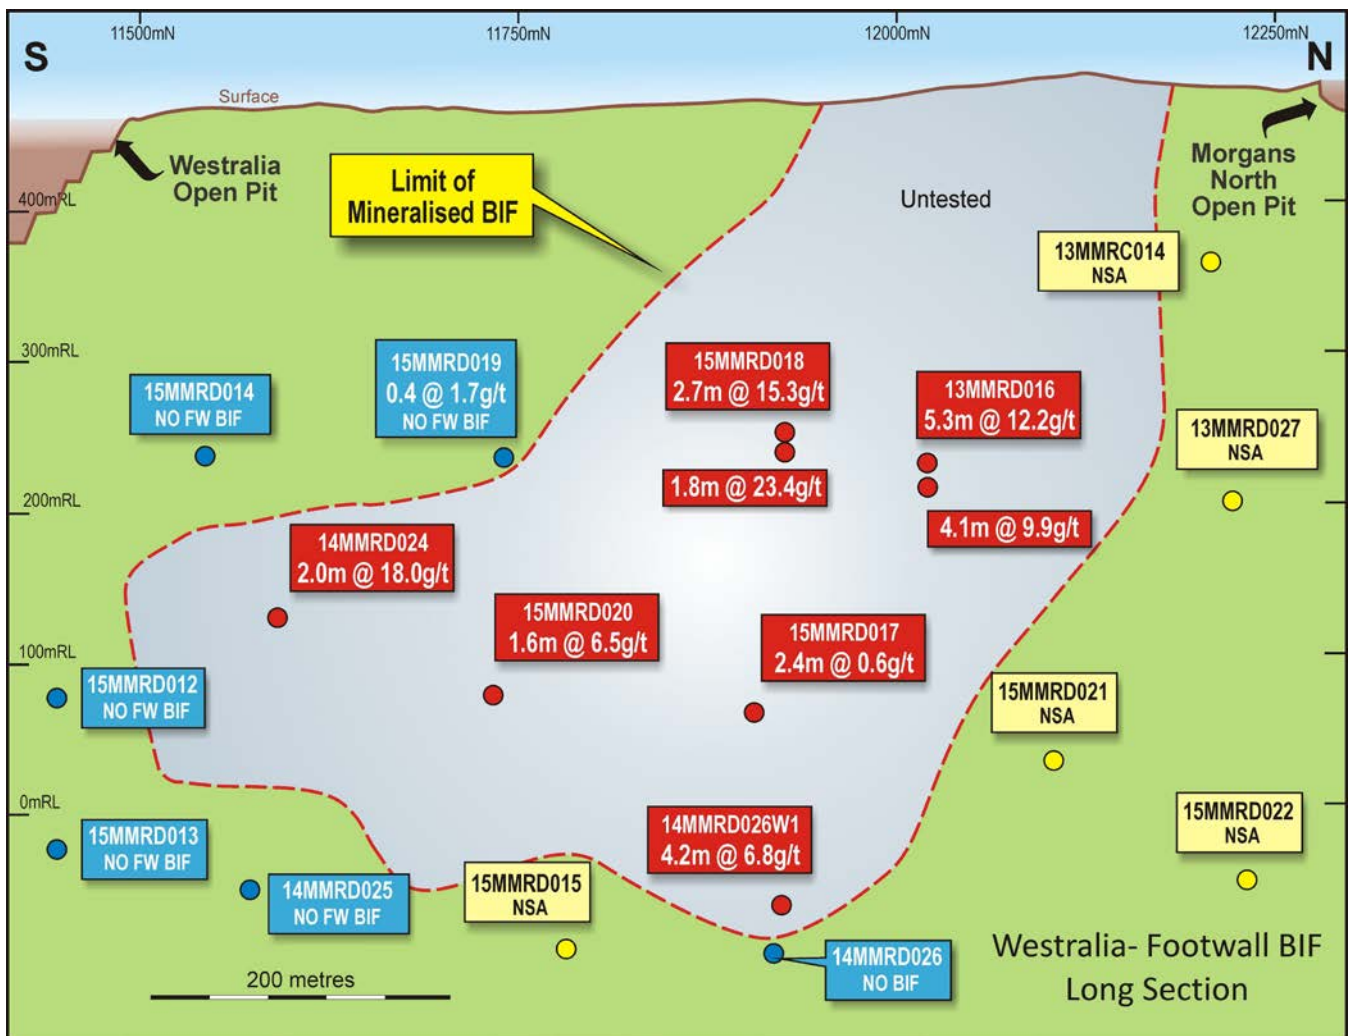 11500mN
11750mN
12000mN
12250mN
S
N
Surface
Westralia
Open Pit
Limit of
Mineralised BIF
Untested
Morgans
North
Open Pit
400mRL
13MMRC014
NSA
300mRL
15MMRD014
NO FW BIF
15MMRD019
0.4 @ 1.7g/t
NO FW BIF
15MMRD018
2.7m @ 15.3g/t
1.8m @ 23.4g/t
13MMRD016
5.3m @ 12.2g/t
4.1m @ 9.9g/t
13MMRD027
NSA
200mRL
14MMRD024
2.0m @ 18.0g/t
15MMRD020
1.6m @ 6.5g/t
15MMRD017
2.4m @ 0.6g/t
100mRL
15MMRD012
NO FW BIF
15MMRD021
NSA
0mRL
15MMRD013
NO FW BIF
14MMRD025
NO FW BIF
15MMRD015
NSA
14MMRD026W1
4.2m @ 6.8g/t
15MMRD022
NSA
14MMRD026
NO BIF
200 metres
Westralia- Footwall BIF
Long Section